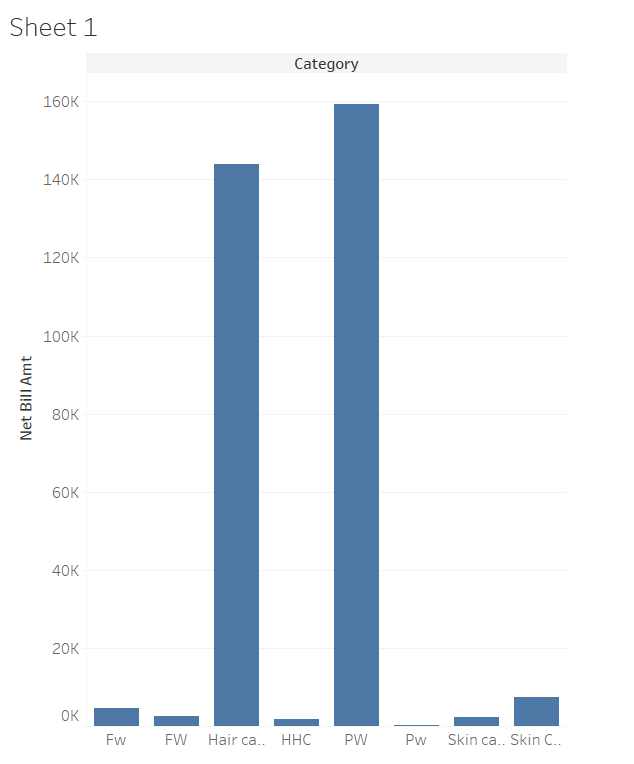 Sheet 1
Category
160K
140K
120K
100K
80K
60K
40K
20K
0K
Net Bill Amt
Fw FW Hair ca.. HHC PW Pw Skin ca.. Skin C..